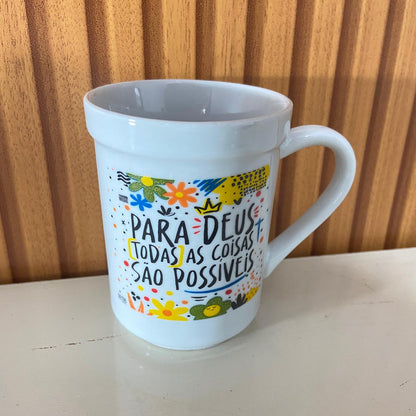 PARA DEUS
[TODAS] AS COISAS
SÃO POSSÍVEIS